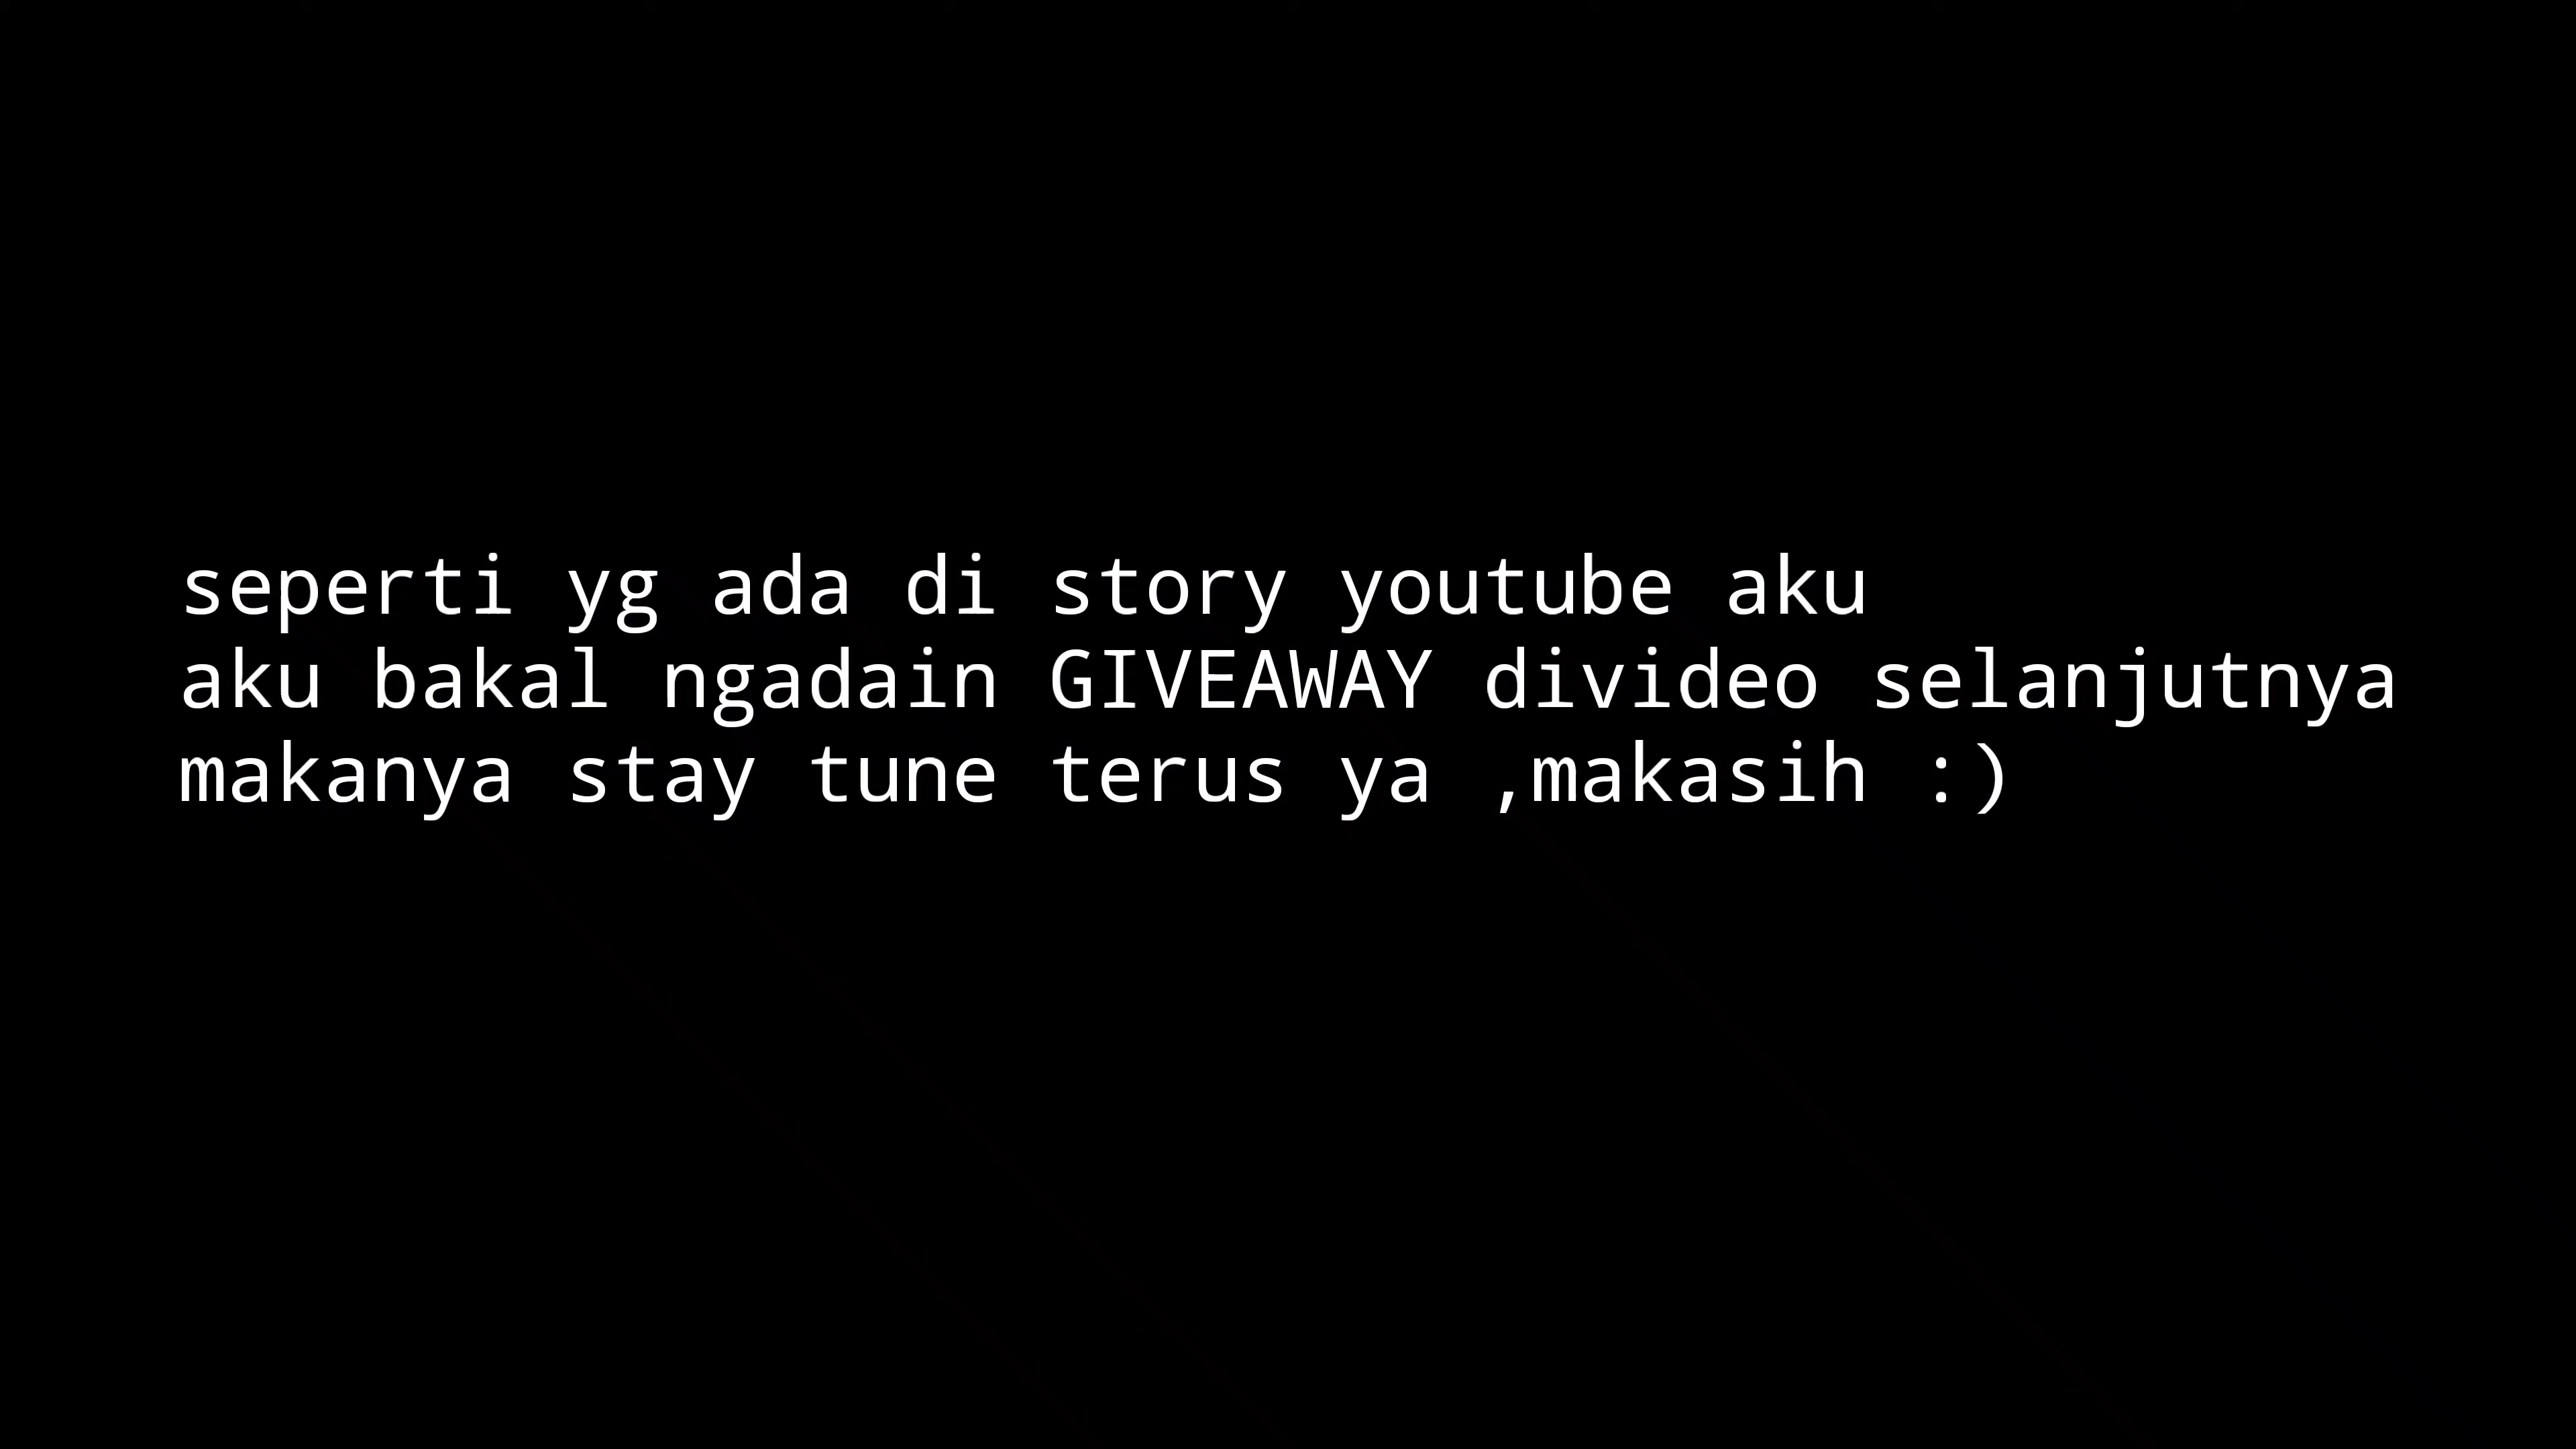 seperti yg ada di story youtube aku
aku bakal ngadain GIVEAWAY divideo selanjutnya
makanya stay tune terus ya ,makasih :)